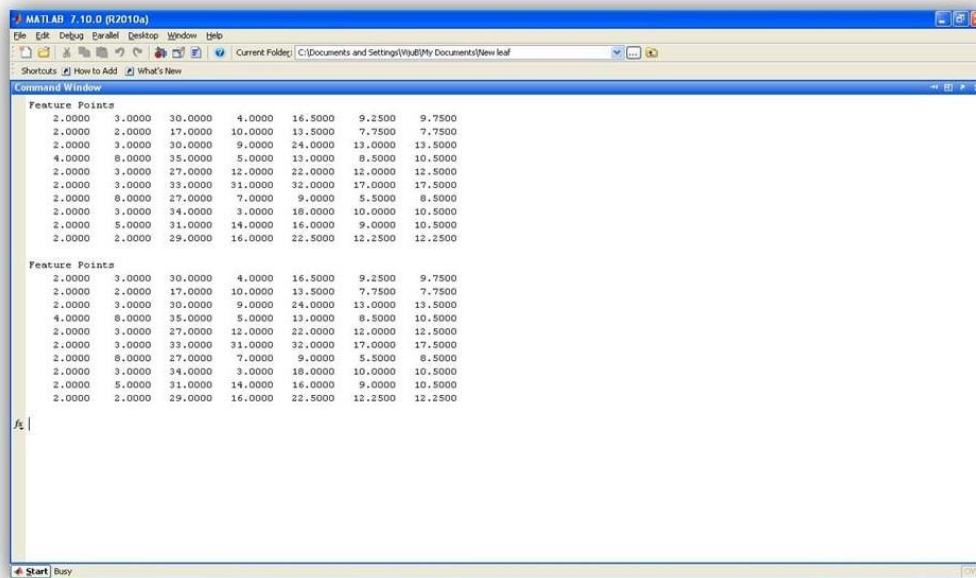 MATLAB 7.10.0 (R2010a)
File Edit Debug Parallel Desktop Window Help
Current Folder: C:\Documents and Settings\VijuB\My Documents\New leaf
Shortcuts How to Add What's New
Command Window
Feature Points
2.0000 3.0000 30.0000 4.0000 16.5000 9.2500 9.7500
2.0000 2.0000 17.0000 10.0000 13.5000 7.7500 7.7500
2.0000 3.0000 30.0000 9.0000 24.0000 13.0000 13.5000
4.0000 8.0000 35.0000 5.0000 13.0000 8.5000 10.5000
2.0000 3.0000 27.0000 12.0000 22.0000 12.0000 12.5000
2.0000 3.0000 33.0000 31.0000 32.0000 17.0000 17.5000
2.0000 8.0000 27.0000 7.0000 9.0000 5.5000 8.5000
2.0000 3.0000 34.0000 3.0000 18.0000 10.0000 10.5000
2.0000 5.0000 31.0000 14.0000 16.0000 9.0000 10.5000
2.0000 2.0000 29.0000 16.0000 22.5000 12.2500 12.2500
Feature Points
2.0000 3.0000 30.0000 4.0000 16.5000 9.2500 9.7500
2.0000 2.0000 17.0000 10.0000 13.5000 7.7500 7.7500
2.0000 3.0000 30.0000 9.0000 24.0000 13.0000 13.5000
4.0000 8.0000 35.0000 5.0000 13.0000 8.5000 10.5000
2.0000 3.0000 27.0000 12.0000 22.0000 12.0000 12.5000
2.0000 3.0000 33.0000 31.0000 32.0000 17.0000 17.5000
2.0000 8.0000 27.0000 7.0000 9.0000 5.5000 8.5000
2.0000 3.0000 34.0000 3.0000 18.0000 10.0000 10.5000
2.0000 5.0000 31.0000 14.0000 16.0000 9.0000 10.5000
2.0000 2.0000 29.0000 16.0000 22.5000 12.2500 12.2500
fx
Start Busy